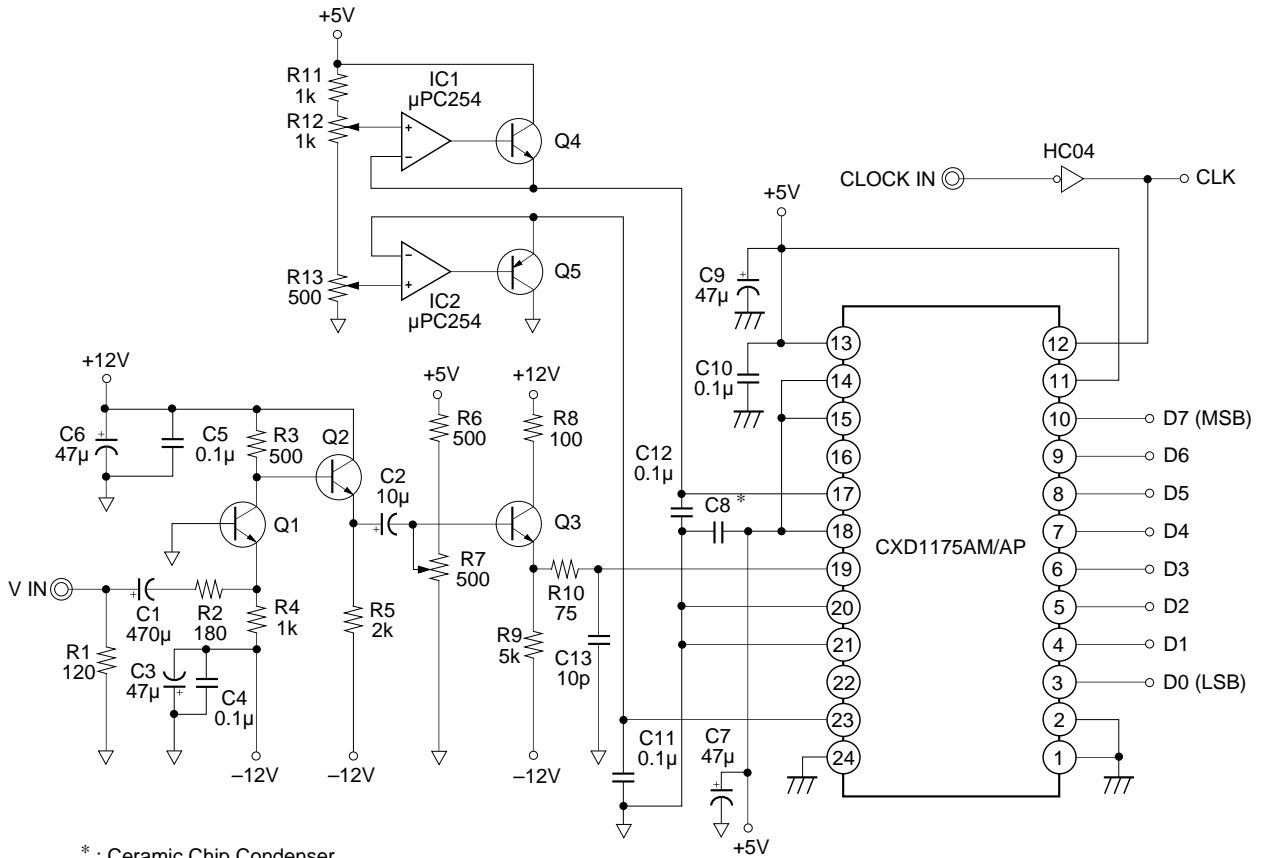 +5V
R11
1k
IC1
µPC254
R12
1k
+
−
Q4
HC04
CLOCK IN
CLK
+5V
−
+
Q5
R13
500
IC2
µPC254
C9
+
47µ
+12V
+5V
+12V
13
12
C10
0.1µ
14
11
C6
+
47µ
C5
0.1µ
R3
500
Q2
R6
500
R8
100
15
10
D7 (MSB)
C12
0.1µ
16
9
D6
C2
10µ
+
17
8
D5
C8 *
Q1
Q3
18
7
D4
CXD1175AM/AP
R7
500
19
6
D3
V IN
R10
75
C1
+
470µ
R2
180
R4
1k
R5
2k
20
5
D2
R1
120
C3
47µ
+
C4
0.1µ
R9
5k
C13
10p
21
4
D1
22
3
D0 (LSB)
23
2
C11
0.1µ
C7
47µ
+
24
1
–12V
–12V
–12V
+5V
* : Ceramic Chip Condenser